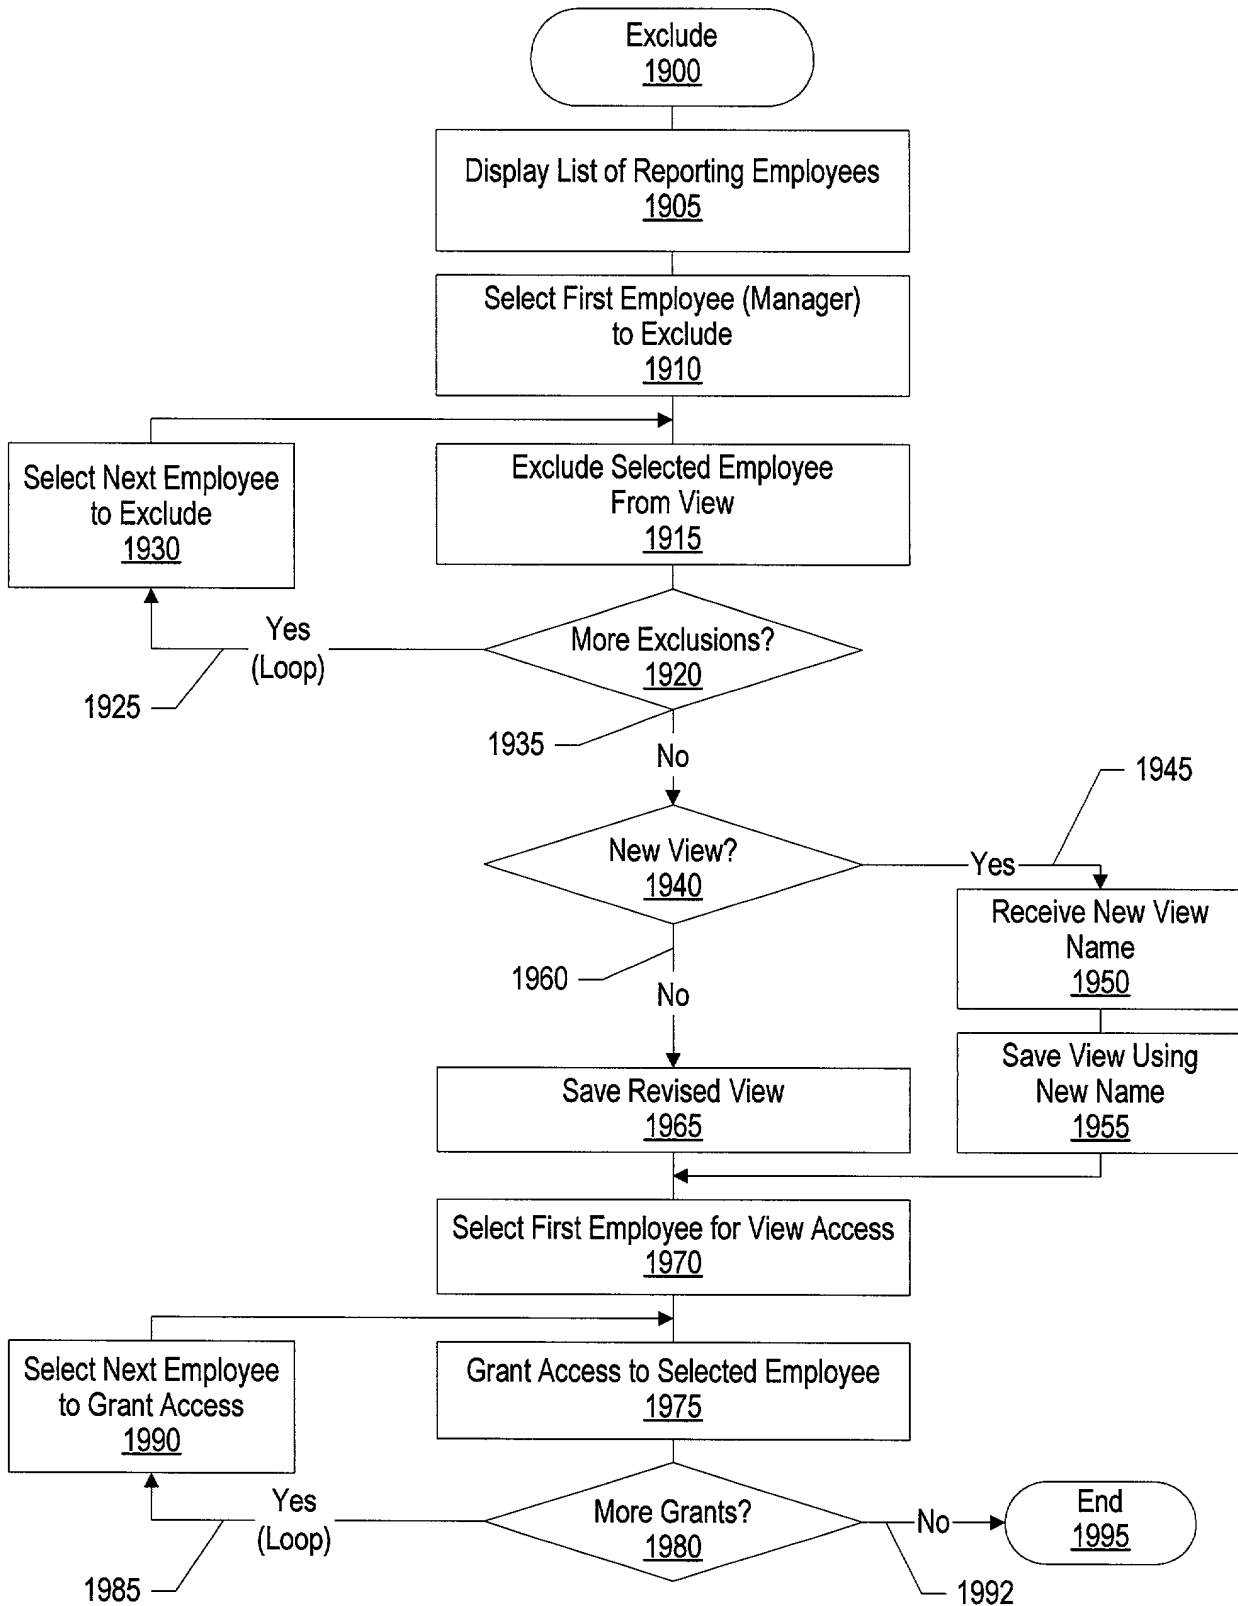 Exclude
1900
Display List of Reporting Employees
1905
Select First Employee (Manager)
to Exclude
1910
Select Next Employee
to Exclude
1930
Exclude Selected Employee
From View
1915
Yes
(Loop)
1925
More Exclusions?
1920
1935
No
1945
New View?
1940
Yes
Receive New View
Name
1950
1960
No
Save View Using
New Name
1955
Save Revised View
1965
Select First Employee for View Access
1970
Select Next Employee
to Grant Access
1990
Grant Access to Selected Employee
1975
Yes
(Loop)
1985
More Grants?
1980
No
1992
End
1995